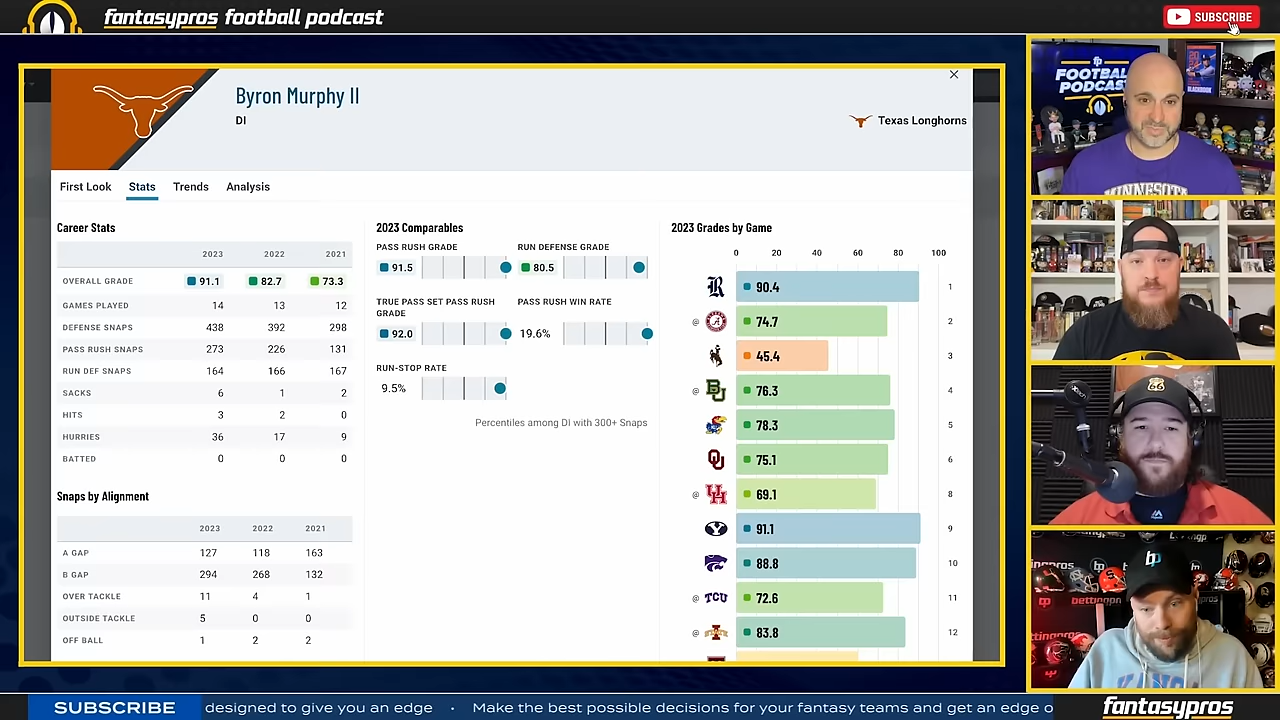 fantasypros football podcast
SUBSCRIBE
Byron Murphy II
DI
Texas Longhorns
First Look Stats Trends Analysis
Career Stats
2023 2022 2021
OVERALL GRADE 91.1 82.7 73.3
GAMES PLAYED 14 13 12
DEFENSE SNAPS 438 392 298
PASS RUSH SNAPS 273 226 131
RUN DEF SNAPS 164 166 167
SACKS 6 1 2
HITS 3 2 0
HURRIES 36 17 9
BATTED 0 0 0
Snaps by Alignment
2023 2022 2021
A GAP 127 118 163
B GAP 294 268 132
OVER TACKLE 11 4 1
OUTSIDE TACKLE 5 0 0
OFF BALL 1 2 2
2023 Comparables
PASS RUSH GRADE
91.5
RUN DEFENSE GRADE
80.5
TRUE PASS SET PASS RUSH
GRADE
92.0
PASS RUSH WIN RATE
19.6%
RUN-STOP RATE
9.5%
Percentiles among DI with 300+ Snaps
2023 Grades by Game
0 20 40 60 80 100
R 90.4 1
@ 74.7 2
45.4 3
@ BU 76.3 4
78.3 5
OU 75.1 6
@ UH 69.1 8
Y 91.1 9
88.8 10
@ TCU 72.6 11
@ I STATE 83.8 12
FOOTBALL
PODCAST
MINNESOTA
66
bp
bettingpros
SUBSCRIBE
designed to give you an edge · Make the best possible decisions for your fantasy teams and get an edge o
fantasypros